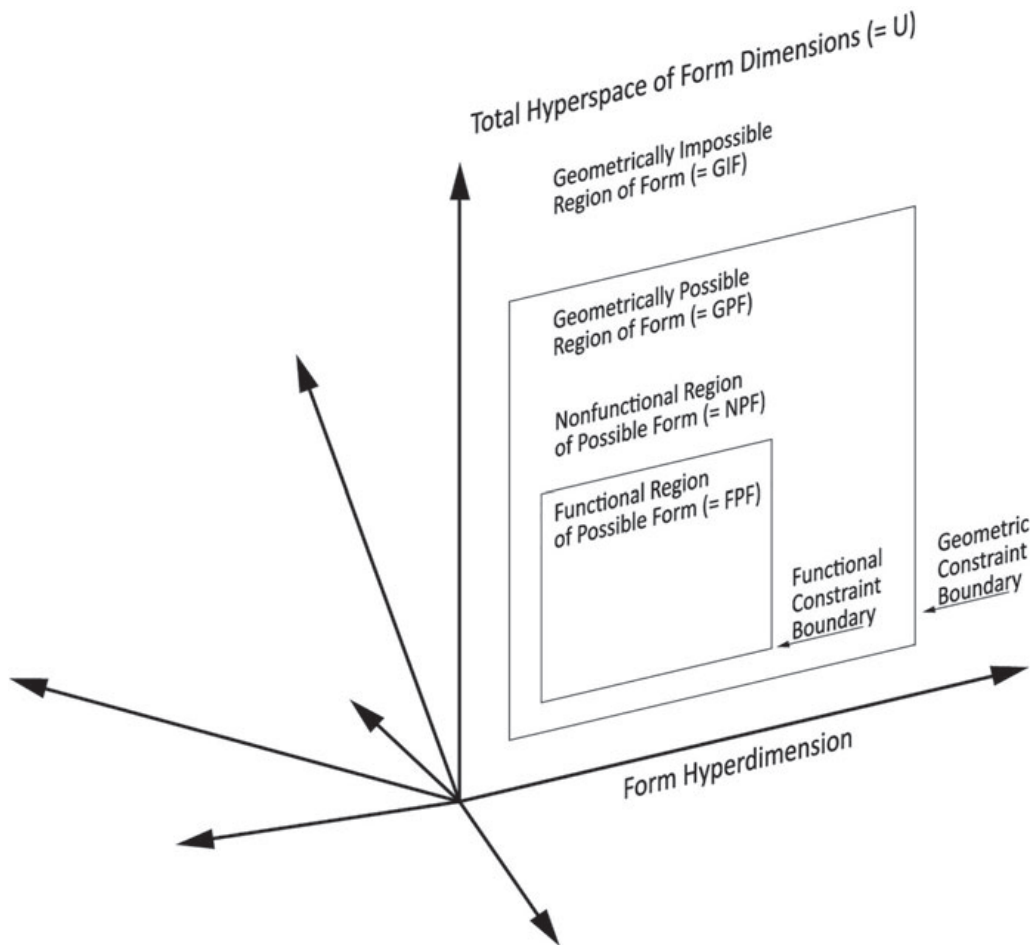 Total Hyperspace of Form Dimensions (= U)
Geometrically Impossible
Region of Form (= GIF)
Geometrically Possible
Region of Form (= GPF)
Nonfunctional Region
of Possible Form (= NPF)
Functional Region
of Possible Form (= FPF)
Functional
Constraint
Boundary
Geometric
Constraint
Boundary
Form Hyperdimension